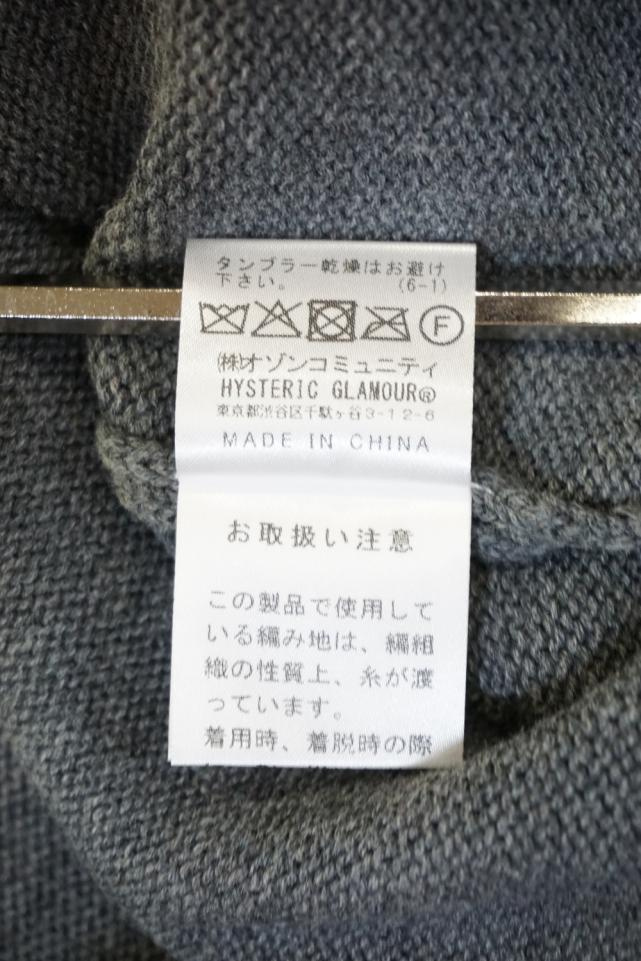 タンブラー乾燥はお避け
下さい。 (6-1)
F
(株)オゾンコミュニティ
HYSTERIC GLAMOUR®
東京都渋谷区千駄ヶ谷3-12-6
MADE IN CHINA
お取扱い注意
この製品で使用して
いる編み地は、編組
織の性質上、糸が渡
っています。
着用時、着脱時の際